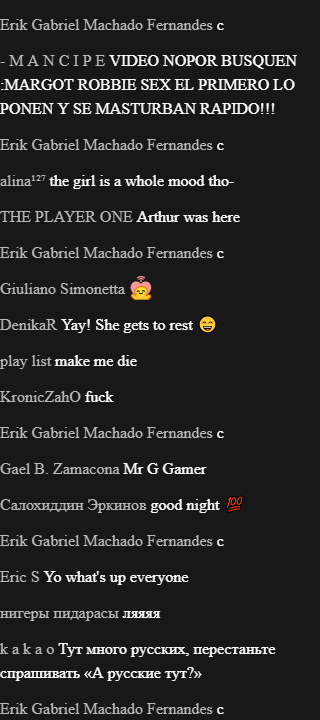 Erik Gabriel Machado Fernandes c
- M A N C I P E VIDEO NOPOR BUSQUEN
:MARGOT ROBBIE SEX EL PRIMERO LO
PONEN Y SE MASTURBAN RAPIDO!!!
Erik Gabriel Machado Fernandes c
alina¹²⁷ the girl is a whole mood tho-
THE PLAYER ONE Arthur was here
Erik Gabriel Machado Fernandes c
Giuliano Simonetta
DenikaR Yay! She gets to rest 😄
play list make me die
KronicZahO fuck
Erik Gabriel Machado Fernandes c
Gael B. Zamacona Mr G Gamer
Салохиддин Эркинов good night 💯
Erik Gabriel Machado Fernandes c
Eric S Yo what's up everyone
нигеры пидарасы ляяяя
k a k a o Тут много русских, перестаньте
спрашивать «А русские тут?»
Erik Gabriel Machado Fernandes c